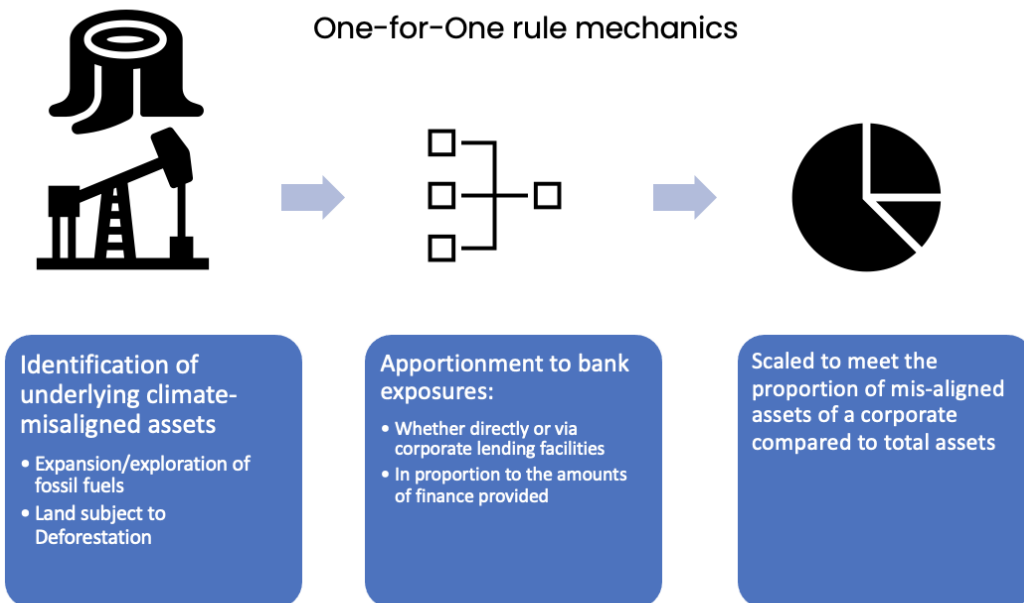 One-for-One rule mechanics
Identification of
underlying climate-
misaligned assets
• Expansion/exploration of
fossil fuels
• Land subject to
Deforestation
Apportionment to bank
exposures:
• Whether directly or via
corporate lending facilities
• In proportion to the amounts
of finance provided
Scaled to meet the
proportion of mis-aligned
assets of a corporate
compared to total assets